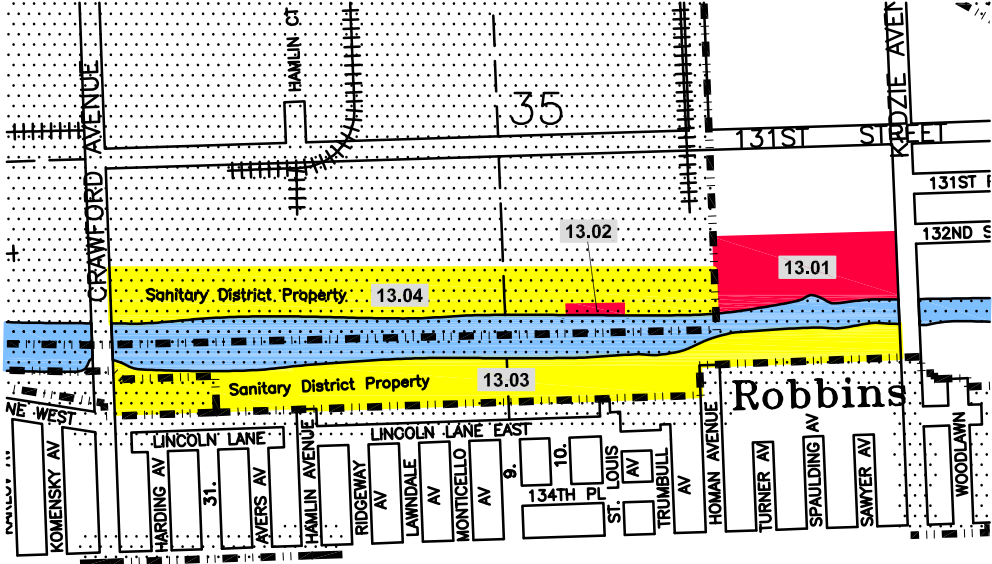 HAMLIN CT
35
CRAWFORD AVENUE
131ST STREET
KEDZIE AVEN
131ST
132ND S
13.02
13.01
Sanitary District Property
13.04
Sanitary District Property
13.03
Robbins
NE WEST
LINCOLN LANE
LINCOLN LANE EAST
KOMENSKY AV
HARDING AV
31.
AVERS AV
HAMLIN AVENUE
RIDGEWAY
AV
LAWNDALE
AV
MONTICELLO
AV
9.
10.
134TH PL
ST. LOUIS
AV
TRUMBULL
AV
HOMAN AVENUE
TURNER AV
SPAULDING AV
SAWYER AV
WOODLAWN